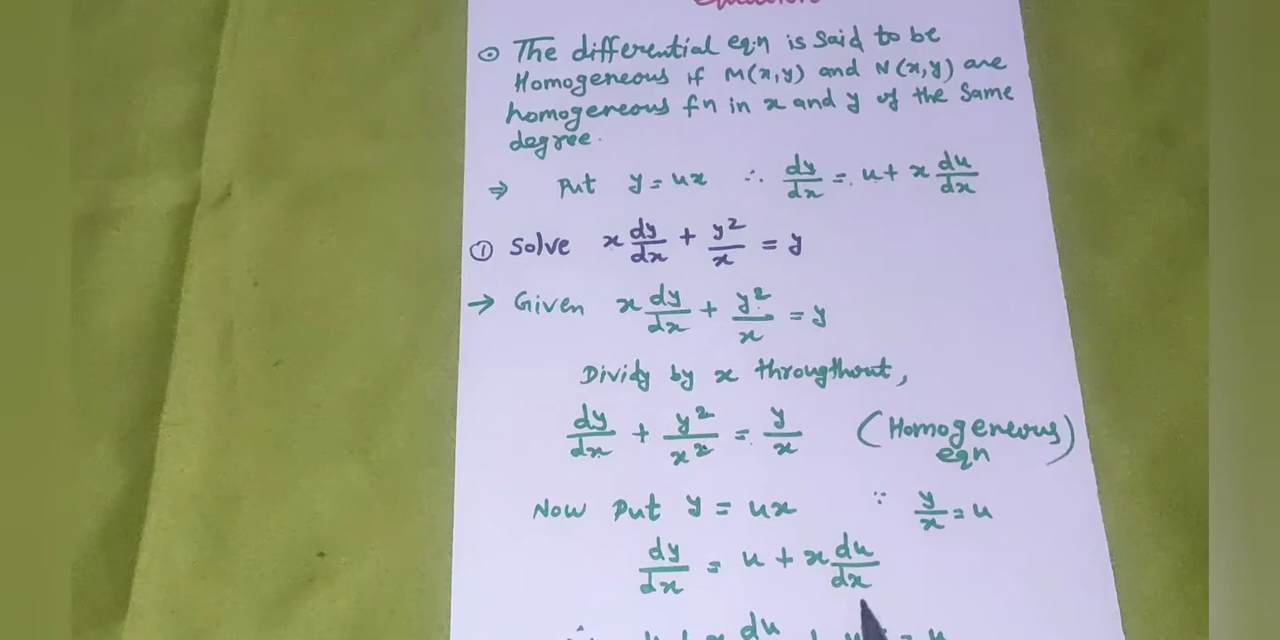 ⊙ The differential eqn is said to be
Homogeneous if M(x,y) and N(x,y) are
homogeneous fn in x and y of the same
degree.
⇒ Put y = ux ∴ dy/dx = u + x du/dx
① Solve x dy/dx + y²/x = y
→ Given x dy/dx + y²/x = y
Dividy by x throughout,
dy/dx + y²/x² = y/x (Homogeneous
eqn)
Now Put y = ux ∵ y/x = u
dy/dx = u + x du/dx